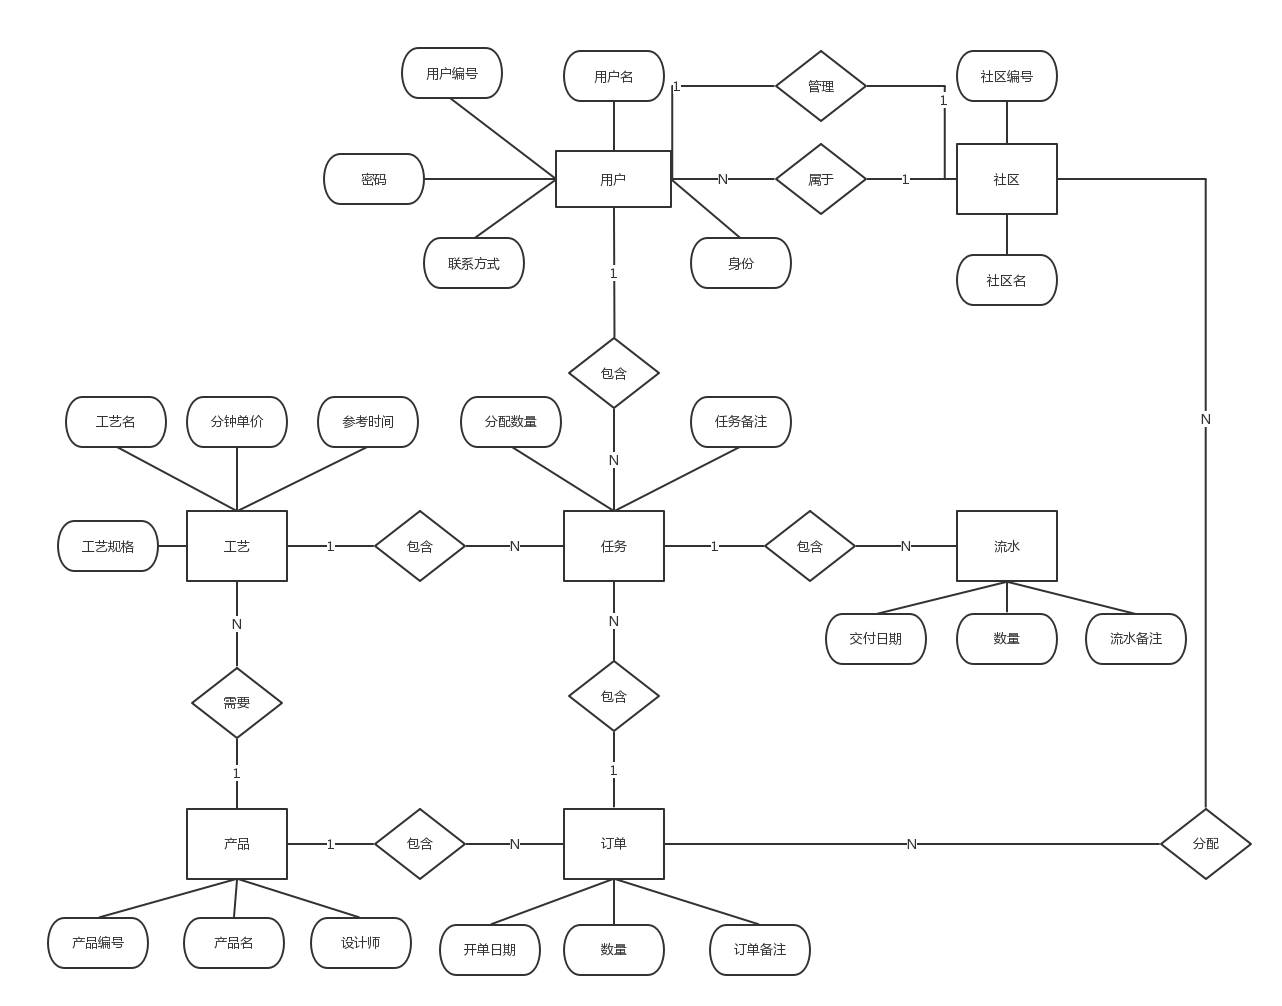 用户编号
用户名
社区编号
1
管理
1
密码
用户
N
属于
1
社区
联系方式
身份
1
社区名
包含
工艺名
分钟单价
参考时间
分配数量
任务备注
N
N
工艺规格
工艺
1
包含
N
任务
1
包含
N
流水
N
N
交付日期
数量
流水备注
需要
包含
1
1
产品
1
包含
N
订单
N
分配
产品编号
产品名
设计师
开单日期
数量
订单备注